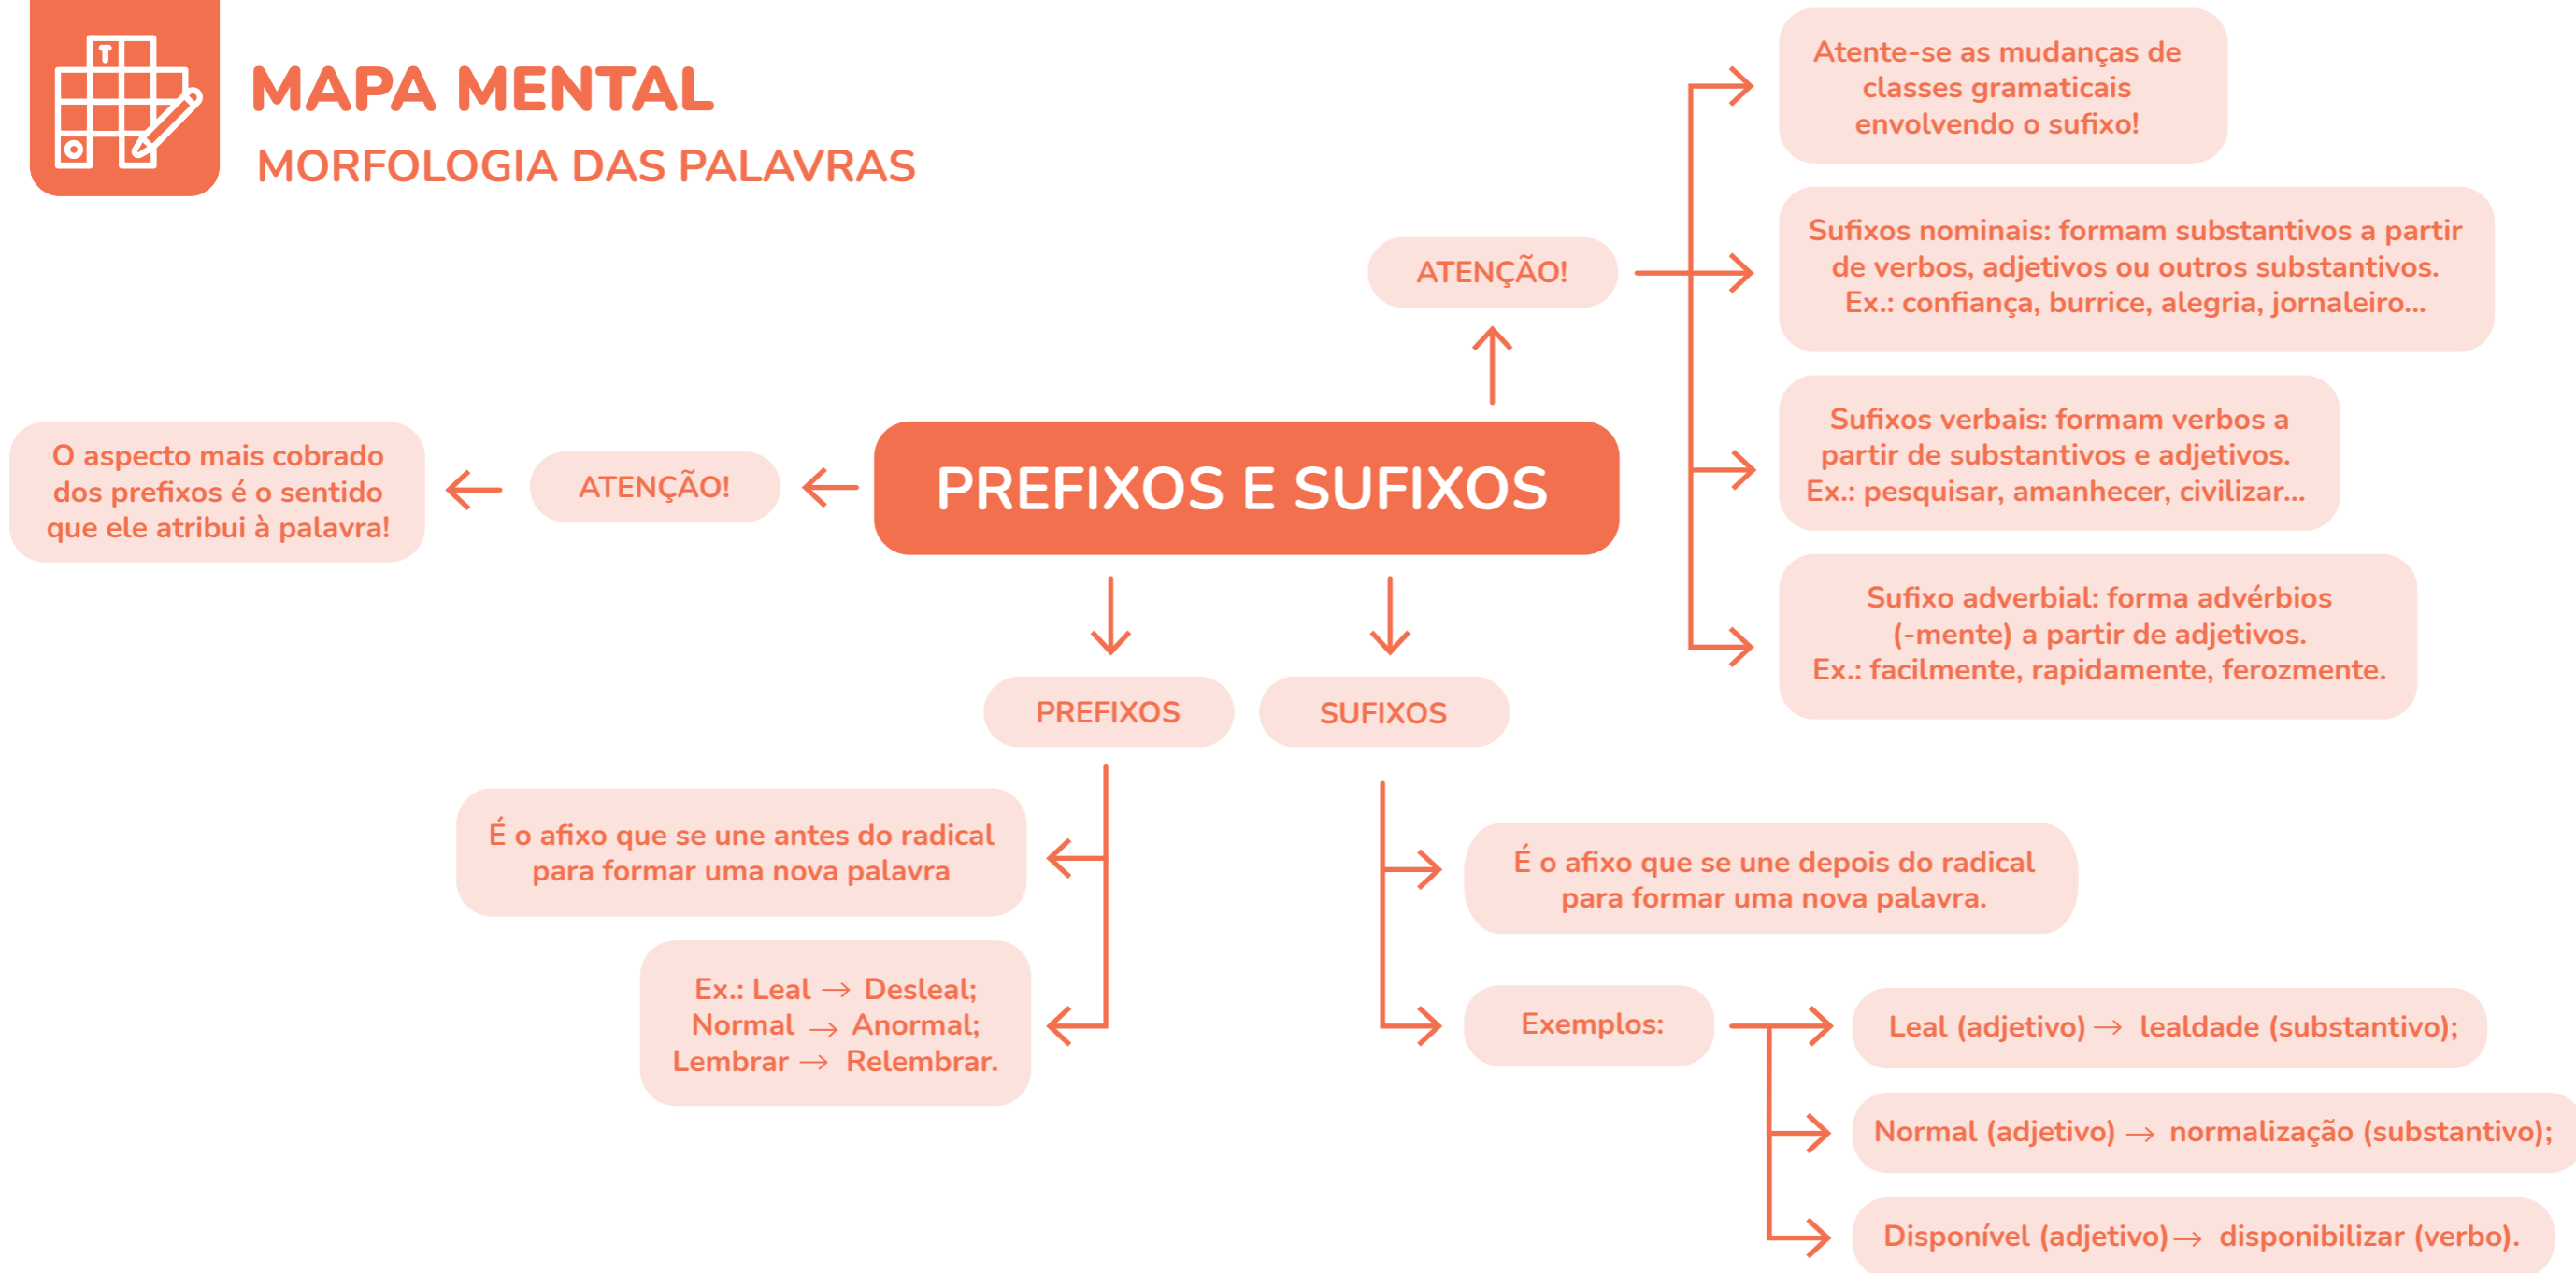 MAPA MENTAL
MORFOLOGIA DAS PALAVRAS
PREFIXOS E SUFIXOS
ATENÇÃO!
O aspecto mais cobrado
dos prefixos é o sentido
que ele atribui à palavra!
ATENÇÃO!
Atente-se as mudanças de
classes gramaticais
envolvendo o sufixo!
Sufixos nominais: formam substantivos a partir
de verbos, adjetivos ou outros substantivos.
Ex.: confiança, burrice, alegria, jornaleiro...
Sufixos verbais: formam verbos a
partir de substantivos e adjetivos.
Ex.: pesquisar, amanhecer, civilizar...
Sufixo adverbial: forma advérbios
(-mente) a partir de adjetivos.
Ex.: facilmente, rapidamente, ferozmente.
PREFIXOS
É o afixo que se une antes do radical
para formar uma nova palavra
Ex.: Leal → Desleal;
Normal → Anormal;
Lembrar → Relembrar.
SUFIXOS
É o afixo que se une depois do radical
para formar uma nova palavra.
Exemplos:
Leal (adjetivo) → lealdade (substantivo);
Normal (adjetivo) → normalização (substantivo);
Disponível (adjetivo) → disponibilizar (verbo).